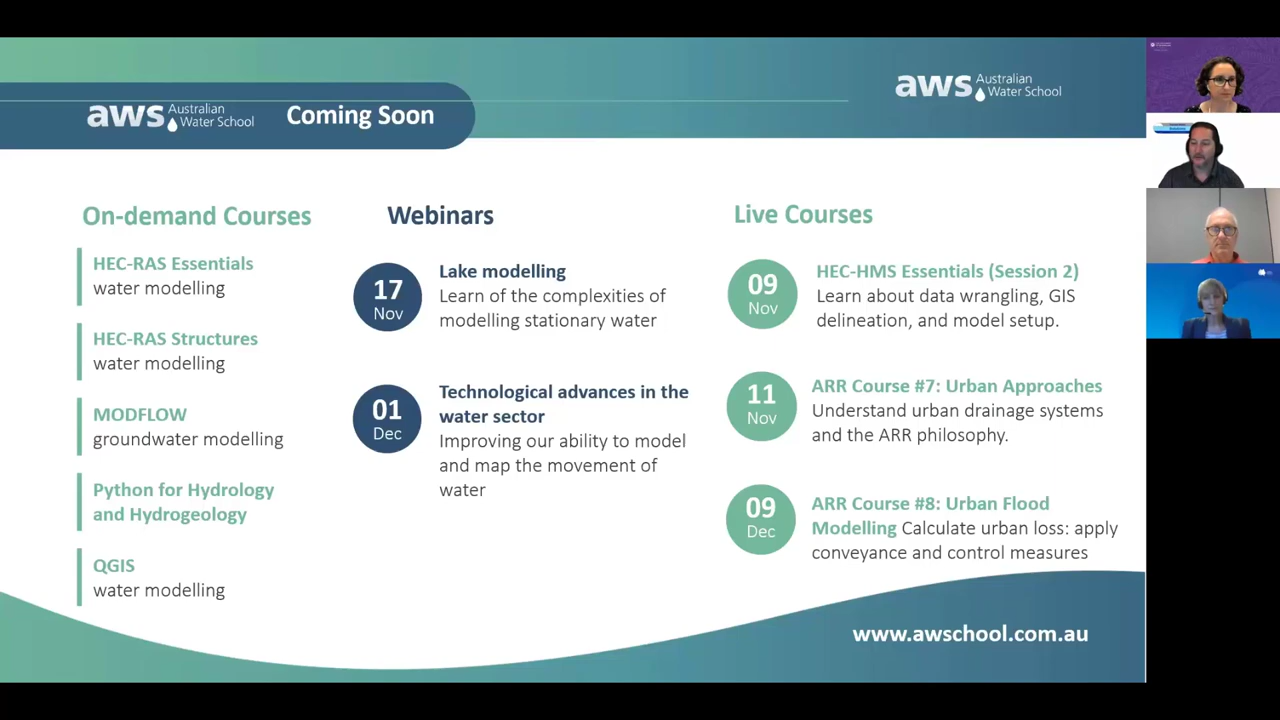 aws Australian
Water School
Coming Soon
aws Australian
Water School
On-demand Courses
HEC-RAS Essentials
water modelling
HEC-RAS Structures
water modelling
MODFLOW
groundwater modelling
Python for Hydrology
and Hydrogeology
QGIS
water modelling
Webinars
17
Nov
Lake modelling
Learn of the complexities of
modelling stationary water
01
Dec
Technological advances in the
water sector
Improving our ability to model
and map the movement of
water
Live Courses
09
Nov
HEC-HMS Essentials (Session 2)
Learn about data wrangling, GIS
delineation, and model setup.
11
Nov
ARR Course #7: Urban Approaches
Understand urban drainage systems
and the ARR philosophy.
09
Dec
ARR Course #8: Urban Flood
Modelling Calculate urban loss: apply
conveyance and control measures
www.awschool.com.au